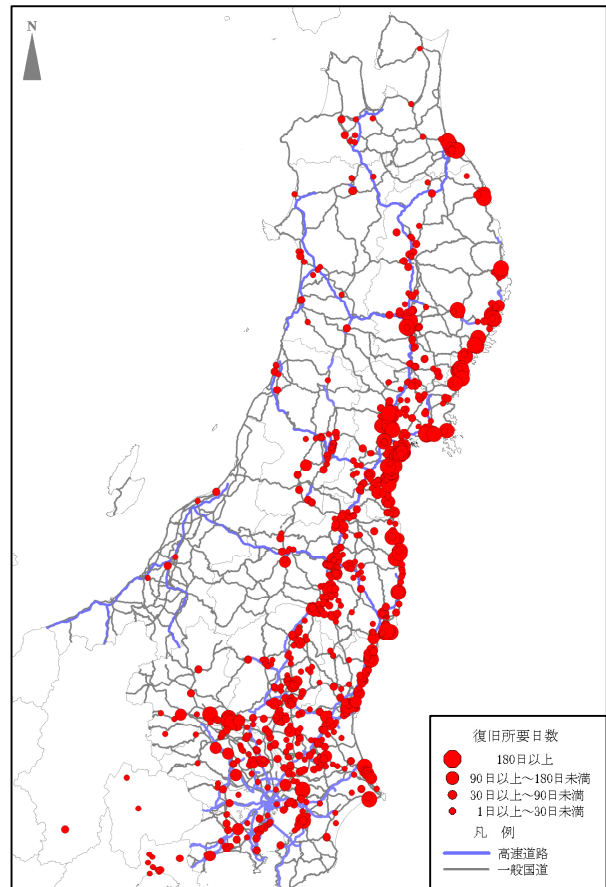 N
復旧所要日数
180日以上
90日以上～180日未満
30日以上～90日未満
1日以上～30日未満
凡 例
高速道路
一般国道